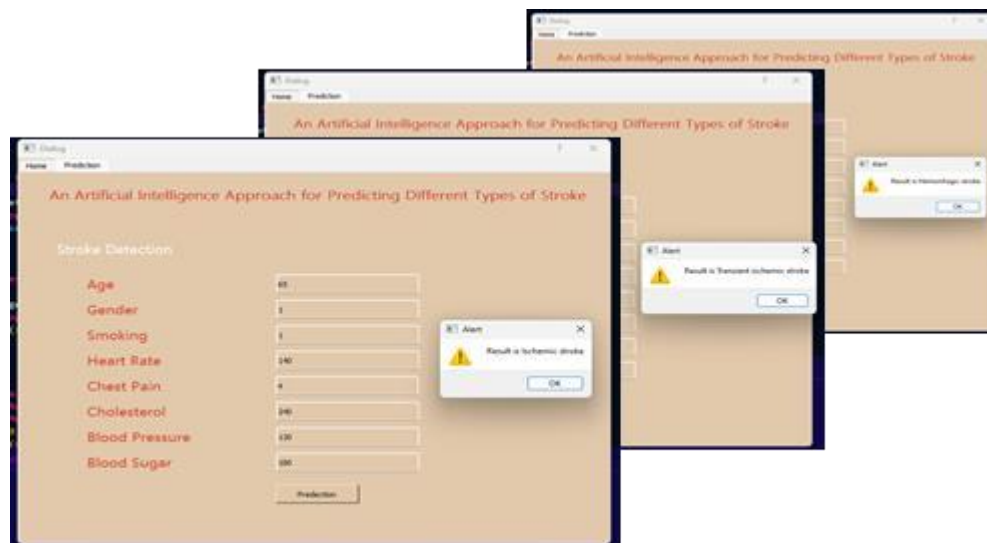 Dialog
Home Prediction
An Artificial Intelligence Approach for Predicting Different Types of Stroke
Stroke Detection
Age 65
Gender 1
Smoking 1
Heart Rate 140
Chest Pain 4
Cholesterol 240
Blood Pressure
Blood Sugar
Prediction
Alert
Result is Ischemic stroke
OK
Dialog
Home Prediction
An Artificial Intelligence Approach for Predicting Different Types of Stroke
Alert
Result is Transient ischemic stroke
OK
Dialog
Home Prediction
An Artificial Intelligence Approach for Predicting Different Types of Stroke
Alert
Result is Hemorrhagic stroke
OK